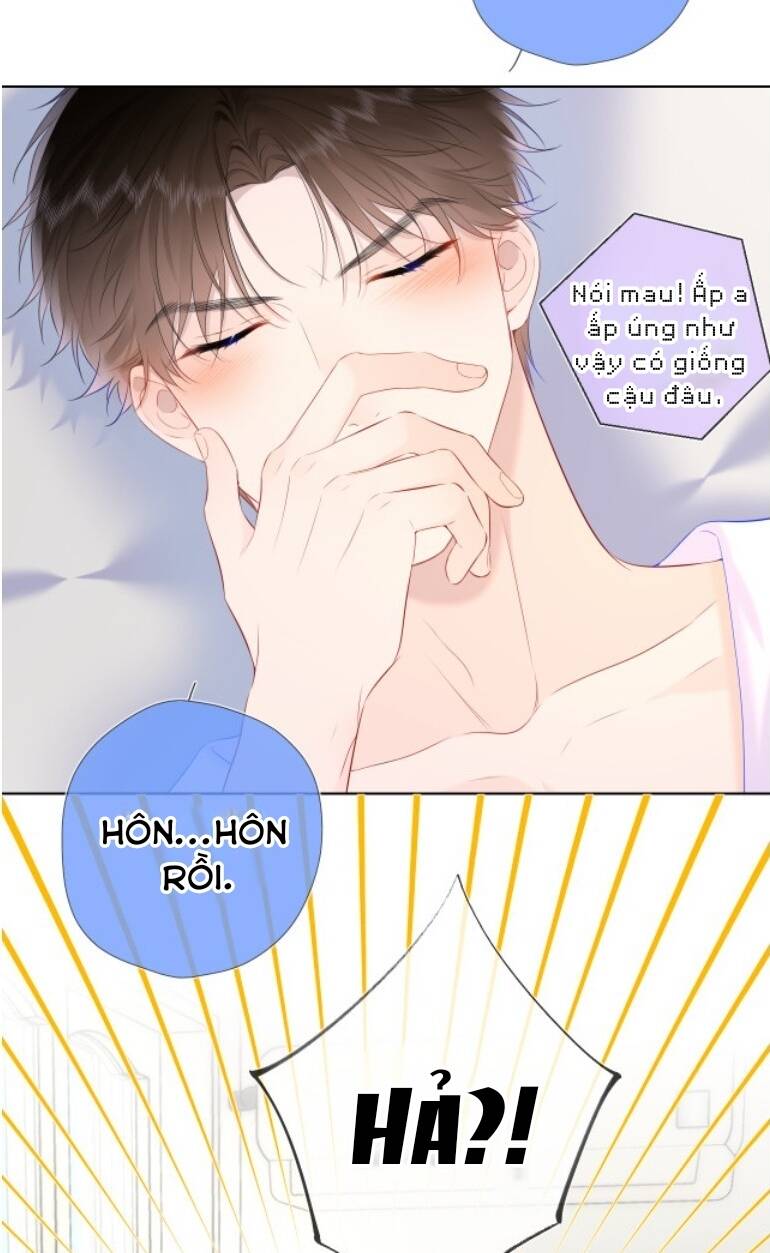 Nói mau! Ấp a
ấp úng như
vậy có giống
cậu đâu.
HÔN...HÔN
RỒI.
HẢ?!